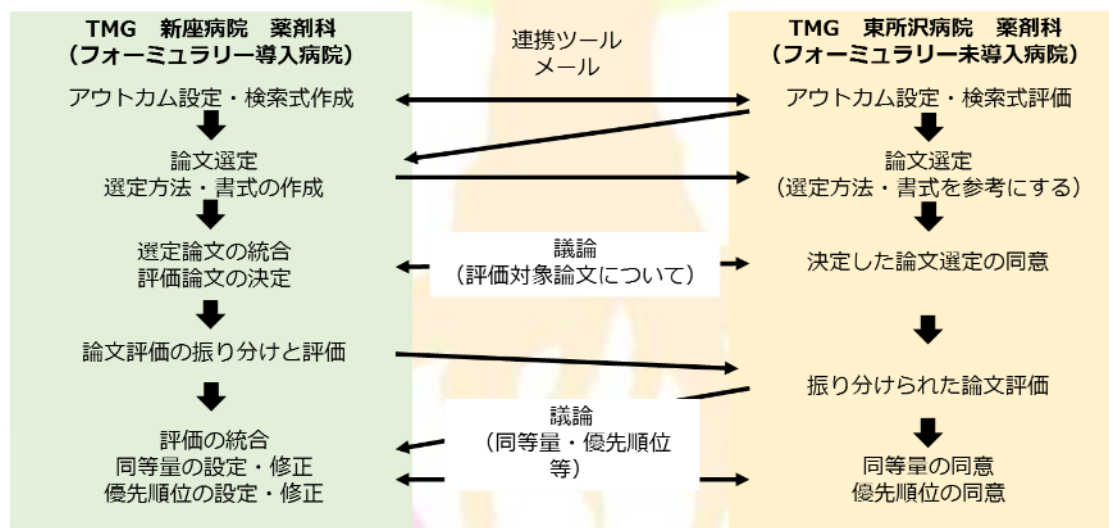 TMG 新座病院 薬剤科
（フォーミュラリー導入病院）
アウトカム設定・検索式作成
論文選定
選定方法・書式の作成
選定論文の統合
評価論文の決定
論文評価の振り分けと評価
評価の統合
同等量の設定・修正
優先順位の設定・修正
連携ツール
メール
議論
（評価対象論文について）
議論
（同等量・優先順位
等）
TMG 東所沢病院 薬剤科
（フォーミュラリー未導入病院）
アウトカム設定・検索式評価
論文選定
（選定方法・書式を参考にする）
決定した論文選定の同意
振り分けられた論文評価
同等量の同意
優先順位の同意